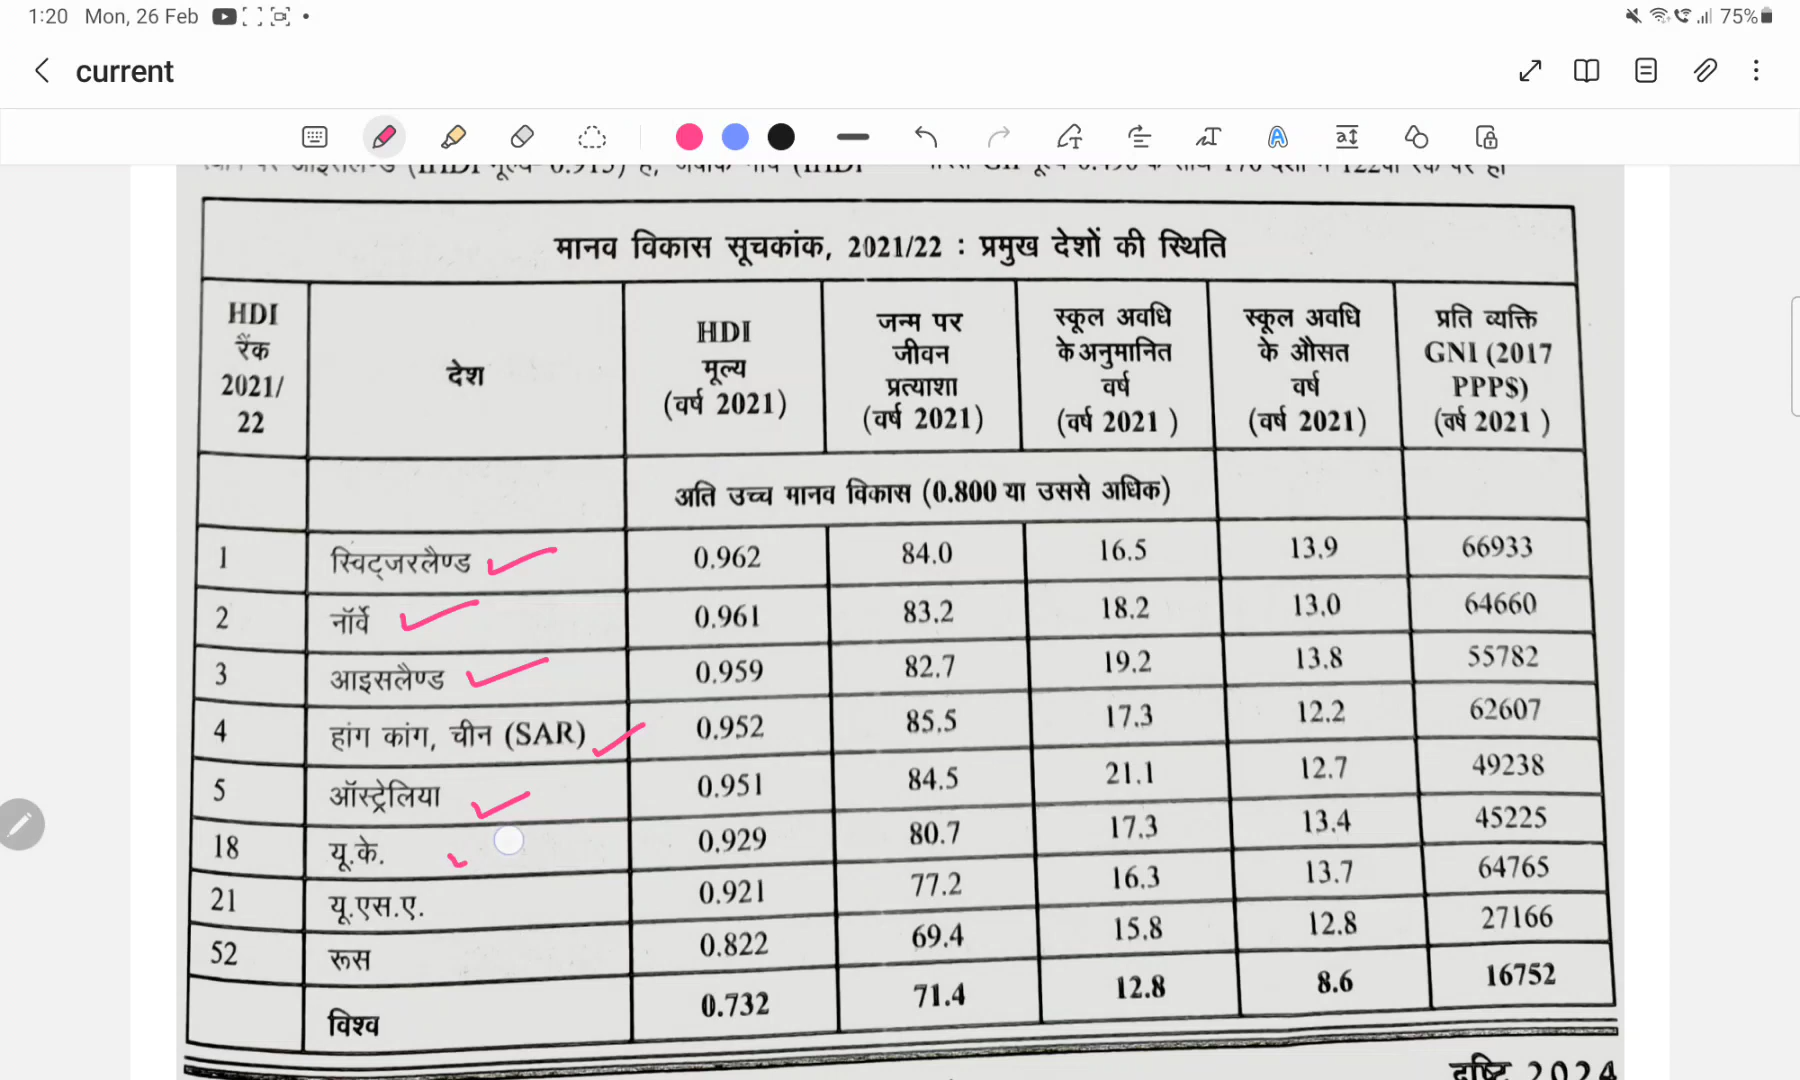 1:20 Mon, 26 Feb
75%
current
मानव विकास सूचकांक, 2021/22 : प्रमुख देशों की स्थिति
HDI रैंक 2021/22 देश HDI मूल्य (वर्ष 2021) जन्म पर जीवन प्रत्याशा (वर्ष 2021) स्कूल अवधि के अनुमानित वर्ष (वर्ष 2021 ) स्कूल अवधि के औसत वर्ष (वर्ष 2021) प्रति व्यक्ति GNI (2017 PPP$) (वर्ष 2021 )
अति उच्च मानव विकास (0.800 या उससे अधिक)
1 स्विट्जरलैण्ड 0.962 84.0 16.5 13.9 66933
2 नॉर्वे 0.961 83.2 18.2 13.0 64660
3 आइसलैण्ड 0.959 82.7 19.2 13.8 55782
4 हांग कांग, चीन (SAR) 0.952 85.5 17.3 12.2 62607
5 ऑस्ट्रेलिया 0.951 84.5 21.1 12.7 49238
18 यू.के. 0.929 80.7 17.3 13.4 45225
21 यू.एस.ए. 0.921 77.2 16.3 13.7 64765
52 रूस 0.822 69.4 15.8 12.8 27166
विश्व 0.732 71.4 12.8 8.6 16752
दृष्टि 2024